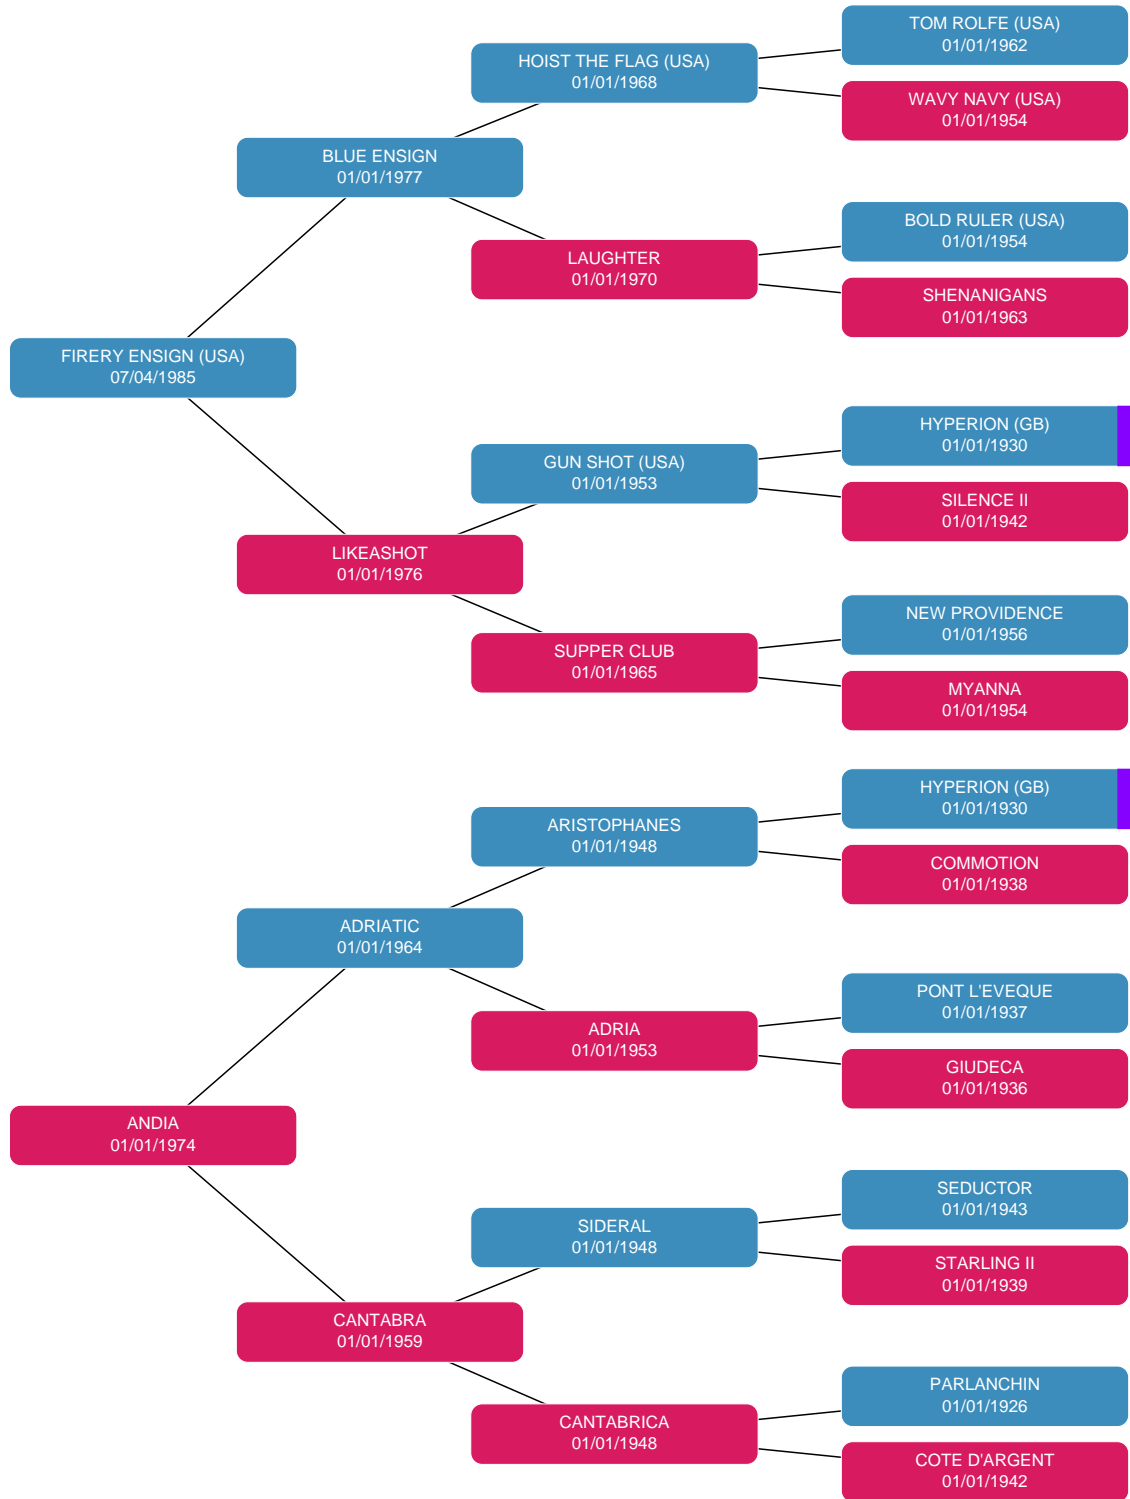 TOM ROLFE (USA)
01/01/1962
HOIST THE FLAG (USA)
01/01/1968
WAVY NAVY (USA)
01/01/1954
BLUE ENSIGN
01/01/1977
BOLD RULER (USA)
01/01/1954
LAUGHTER
01/01/1970
SHENANIGANS
01/01/1963
FIRERY ENSIGN (USA)
07/04/1985
HYPERION (GB)
01/01/1930
GUN SHOT (USA)
01/01/1953
SILENCE II
01/01/1942
LIKEASHOT
01/01/1976
NEW PROVIDENCE
01/01/1956
SUPPER CLUB
01/01/1965
MYANNA
01/01/1954
HYPERION (GB)
01/01/1930
ARISTOPHANES
01/01/1948
COMMOTION
01/01/1938
ADRIATIC
01/01/1964
PONT L'EVEQUE
01/01/1937
ADRIA
01/01/1953
GIUDECA
01/01/1936
ANDIA
01/01/1974
SEDUCTOR
01/01/1943
SIDERAL
01/01/1948
STARLING II
01/01/1939
CANTABRA
01/01/1959
PARLANCHIN
01/01/1926
CANTABRICA
01/01/1948
COTE D'ARGENT
01/01/1942